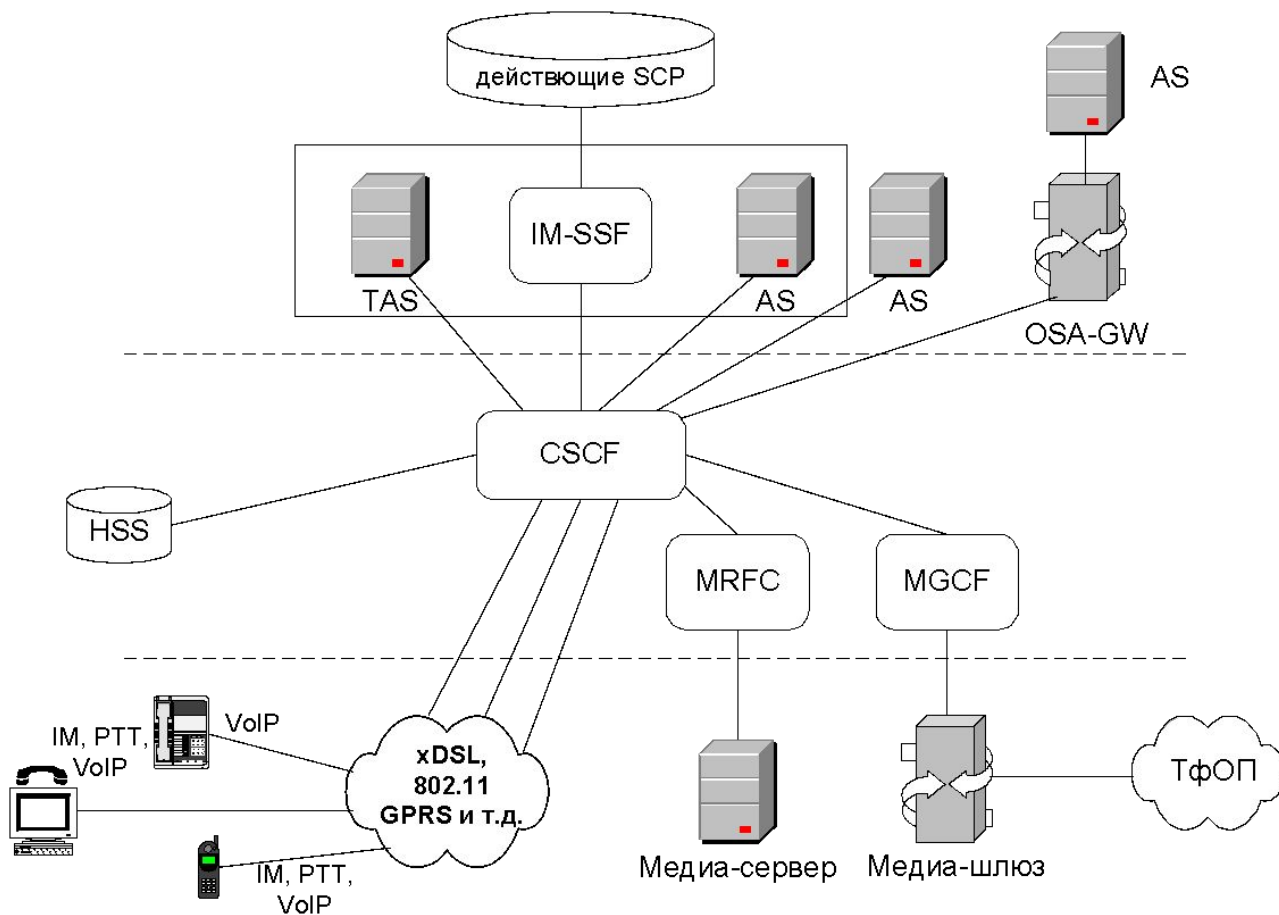 действующие SCP
AS
TAS
IM-SSF
AS
AS
OSA-GW
CSCF
HSS
MRFC
MGCF
IM, PTT,
VoIP
VoIP
xDSL,
802.11
GPRS и т.д.
IM, PTT,
VoIP
Медиа-сервер
Медиа-шлюз
ТфОП